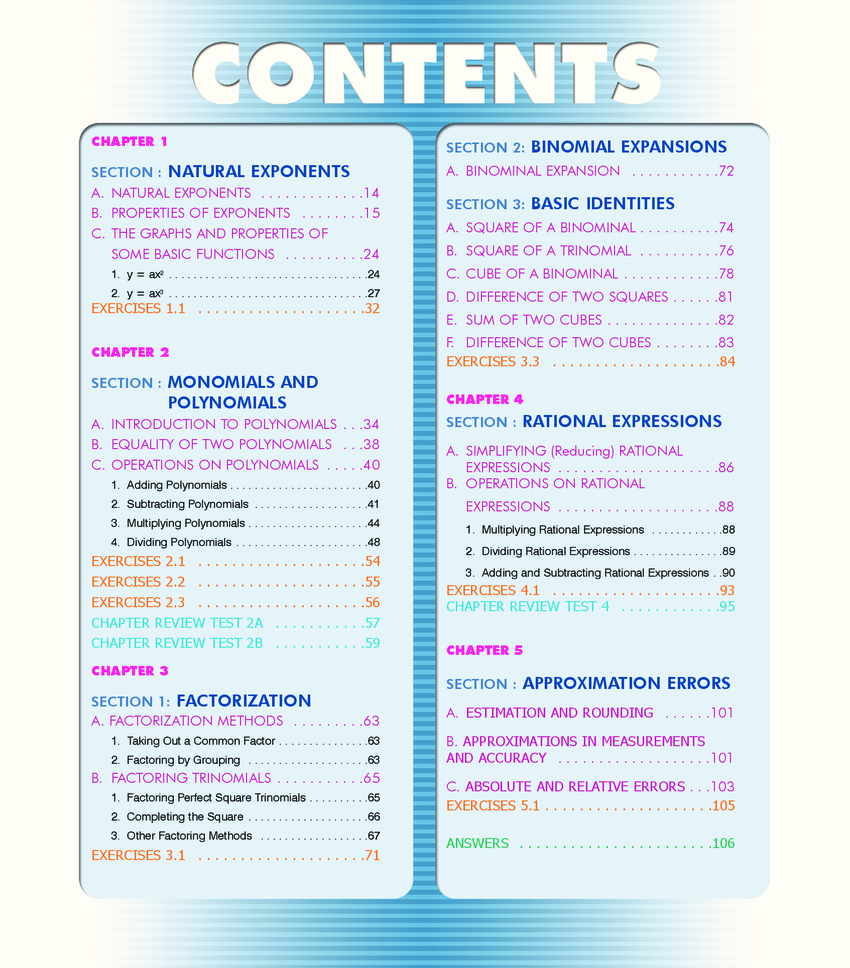 CONTENTS
CHAPTER 1
SECTION : NATURAL EXPONENTS
A. NATURAL EXPONENTS . . . . . . . . . . . . .14
B. PROPERTIES OF EXPONENTS . . . . . . . .15
C. THE GRAPHS AND PROPERTIES OF
SOME BASIC FUNCTIONS . . . . . . . . . .24
1. y = ax² . . . . . . . . . . . . . . . . . . . . . . . . . . . . . . . . .24
2. y = ax³ . . . . . . . . . . . . . . . . . . . . . . . . . . . . . . . . .27
EXERCISES 1.1 . . . . . . . . . . . . . . . . . . . .32
CHAPTER 2
SECTION : MONOMIALS AND
POLYNOMIALS
A. INTRODUCTION TO POLYNOMIALS . . .34
B. EQUALITY OF TWO POLYNOMIALS . . .38
C. OPERATIONS ON POLYNOMIALS . . . . .40
1. Adding Polynomials . . . . . . . . . . . . . . . . . . . . . . .40
2. Subtracting Polynomials . . . . . . . . . . . . . . . . . . . .41
3. Multiplying Polynomials . . . . . . . . . . . . . . . . . . . .44
4. Dividing Polynomials . . . . . . . . . . . . . . . . . . . . . .48
EXERCISES 2.1 . . . . . . . . . . . . . . . . . . . .54
EXERCISES 2.2 . . . . . . . . . . . . . . . . . . . .55
EXERCISES 2.3 . . . . . . . . . . . . . . . . . . . .56
CHAPTER REVIEW TEST 2A . . . . . . . . . . .57
CHAPTER REVIEW TEST 2B . . . . . . . . . . .59
CHAPTER 3
SECTION 1: FACTORIZATION
A. FACTORIZATION METHODS . . . . . . . . .63
1. Taking Out a Common Factor . . . . . . . . . . . . . . .63
2. Factoring by Grouping . . . . . . . . . . . . . . . . . . . . .63
B. FACTORING TRINOMIALS . . . . . . . . . . .65
1. Factoring Perfect Square Trinomials . . . . . . . . . .65
2. Completing the Square . . . . . . . . . . . . . . . . . . . .66
3. Other Factoring Methods . . . . . . . . . . . . . . . . . .67
EXERCISES 3.1 . . . . . . . . . . . . . . . . . . . .71
SECTION 2: BINOMIAL EXPANSIONS
A. BINOMINAL EXPANSION . . . . . . . . . . .72
SECTION 3: BASIC IDENTITIES
A. SQUARE OF A BINOMINAL . . . . . . . . . .74
B. SQUARE OF A TRINOMIAL . . . . . . . . . .76
C. CUBE OF A BINOMINAL . . . . . . . . . . . .78
D. DIFFERENCE OF TWO SQUARES . . . . . .81
E. SUM OF TWO CUBES . . . . . . . . . . . . . .82
F. DIFFERENCE OF TWO CUBES . . . . . . . .83
EXERCISES 3.3 . . . . . . . . . . . . . . . . . . . .84
CHAPTER 4
SECTION : RATIONAL EXPRESSIONS
A. SIMPLIFYING (Reducing) RATIONAL
EXPRESSIONS . . . . . . . . . . . . . . . . . . .86
B. OPERATIONS ON RATIONAL
EXPRESSIONS . . . . . . . . . . . . . . . . . . .88
1. Multiplying Rational Expressions . . . . . . . . . . . .88
2. Dividing Rational Expressions . . . . . . . . . . . . . . .89
3. Adding and Subtracting Rational Expressions . .90
EXERCISES 4.1 . . . . . . . . . . . . . . . . . . . .93
CHAPTER REVIEW TEST 4 . . . . . . . . . . . .95
CHAPTER 5
SECTION : APPROXIMATION ERRORS
A. ESTIMATION AND ROUNDING . . . . . .101
B. APPROXIMATIONS IN MEASUREMENTS
AND ACCURACY . . . . . . . . . . . . . . . . . .101
C. ABSOLUTE AND RELATIVE ERRORS . . .103
EXERCISES 5.1 . . . . . . . . . . . . . . . . . . . .105
ANSWERS . . . . . . . . . . . . . . . . . . . . . . .106